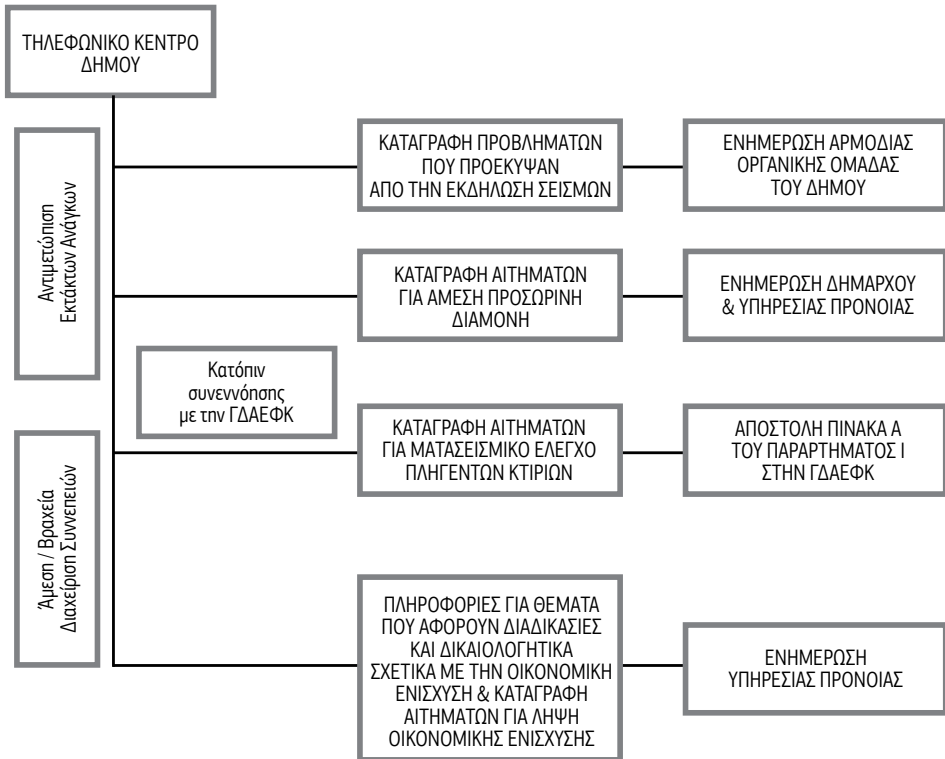 ΤΗΛΕΦΩΝΙΚΟ ΚΕΝΤΡΟ
ΔΗΜΟΥ
Αντιμετώπιση
Εκτάκτων Ανάγκων
ΚΑΤΑΓΡΑΦΗ ΠΡΟΒΛΗΜΑΤΩΝ
ΠΟΥ ΠΡΟΕΚΥΨΑΝ
ΑΠΟ ΤΗΝ ΕΚΔΗΛΩΣΗ ΣΕΙΣΜΩΝ
ΕΝΗΜΕΡΩΣΗ ΑΡΜΟΔΙΑΣ
ΟΡΓΑΝΙΚΗΣ ΟΜΑΔΑΣ
ΤΟΥ ΔΗΜΟΥ
ΚΑΤΑΓΡΑΦΗ ΑΙΤΗΜΑΤΩΝ
ΓΙΑ ΑΜΕΣΗ ΠΡΟΣΩΡΙΝΗ
ΔΙΑΜΟΝΗ
ΕΝΗΜΕΡΩΣΗ ΔΗΜΑΡΧΟΥ
& ΥΠΗΡΕΣΙΑΣ ΠΡΟΝΟΙΑΣ
Κατόπιν
συνεννόησης
με την ΓΔΑΕΦΚ
Άμεση / Βραχεία
Διαχείριση Συννεπειών
ΚΑΤΑΓΡΑΦΗ ΑΙΤΗΜΑΤΩΝ
ΓΙΑ ΜΑΤΑΣΕΙΣΜΙΚΟ ΕΛΕΓΧΟ
ΠΛΗΓΕΝΤΩΝ ΚΤΙΡΙΩΝ
ΑΠΟΣΤΟΛΗ ΠΙΝΑΚΑ Α
ΤΟΥ ΠΑΡΑΡΤΗΜΑΤΟΣ Ι
ΣΤΗΝ ΓΔΑΕΦΚ
ΠΛΗΡΟΦΟΡΙΕΣ ΓΙΑ ΘΕΜΑΤΑ
ΠΟΥ ΑΦΟΡΟΥΝ ΔΙΑΔΙΚΑΣΙΕΣ
ΚΑΙ ΔΙΚΑΙΟΛΟΓΗΤΙΚΑ
ΣΧΕΤΙΚΑ ΜΕ ΤΗΝ ΟΙΚΟΝΟΜΙΚΗ
ΕΝΙΣΧΥΣΗ & ΚΑΤΑΓΡΑΦΗ
ΑΙΤΗΜΑΤΩΝ ΓΙΑ ΛΗΨΗ
ΟΙΚΟΝΟΜΙΚΗΣ ΕΝΙΣΧΥΣΗΣ
ΕΝΗΜΕΡΩΣΗ
ΥΠΗΡΕΣΙΑΣ ΠΡΟΝΟΙΑΣ